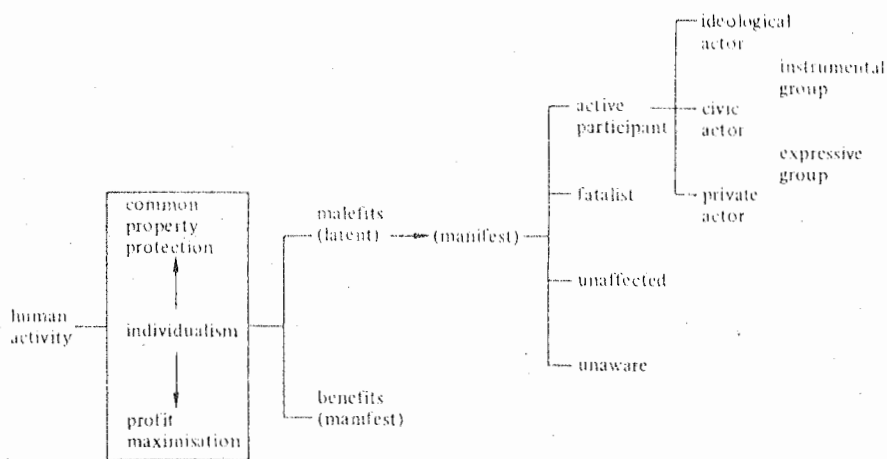 human
activity
common
property
protection
individualism
profit
maximisation
malefits
(latent)
(manifest)
benefits
(manifest)
active
participant
fatalist
unaffected
unaware
ideological
actor
civic
actor
private
actor
instrumental
group
expressive
group